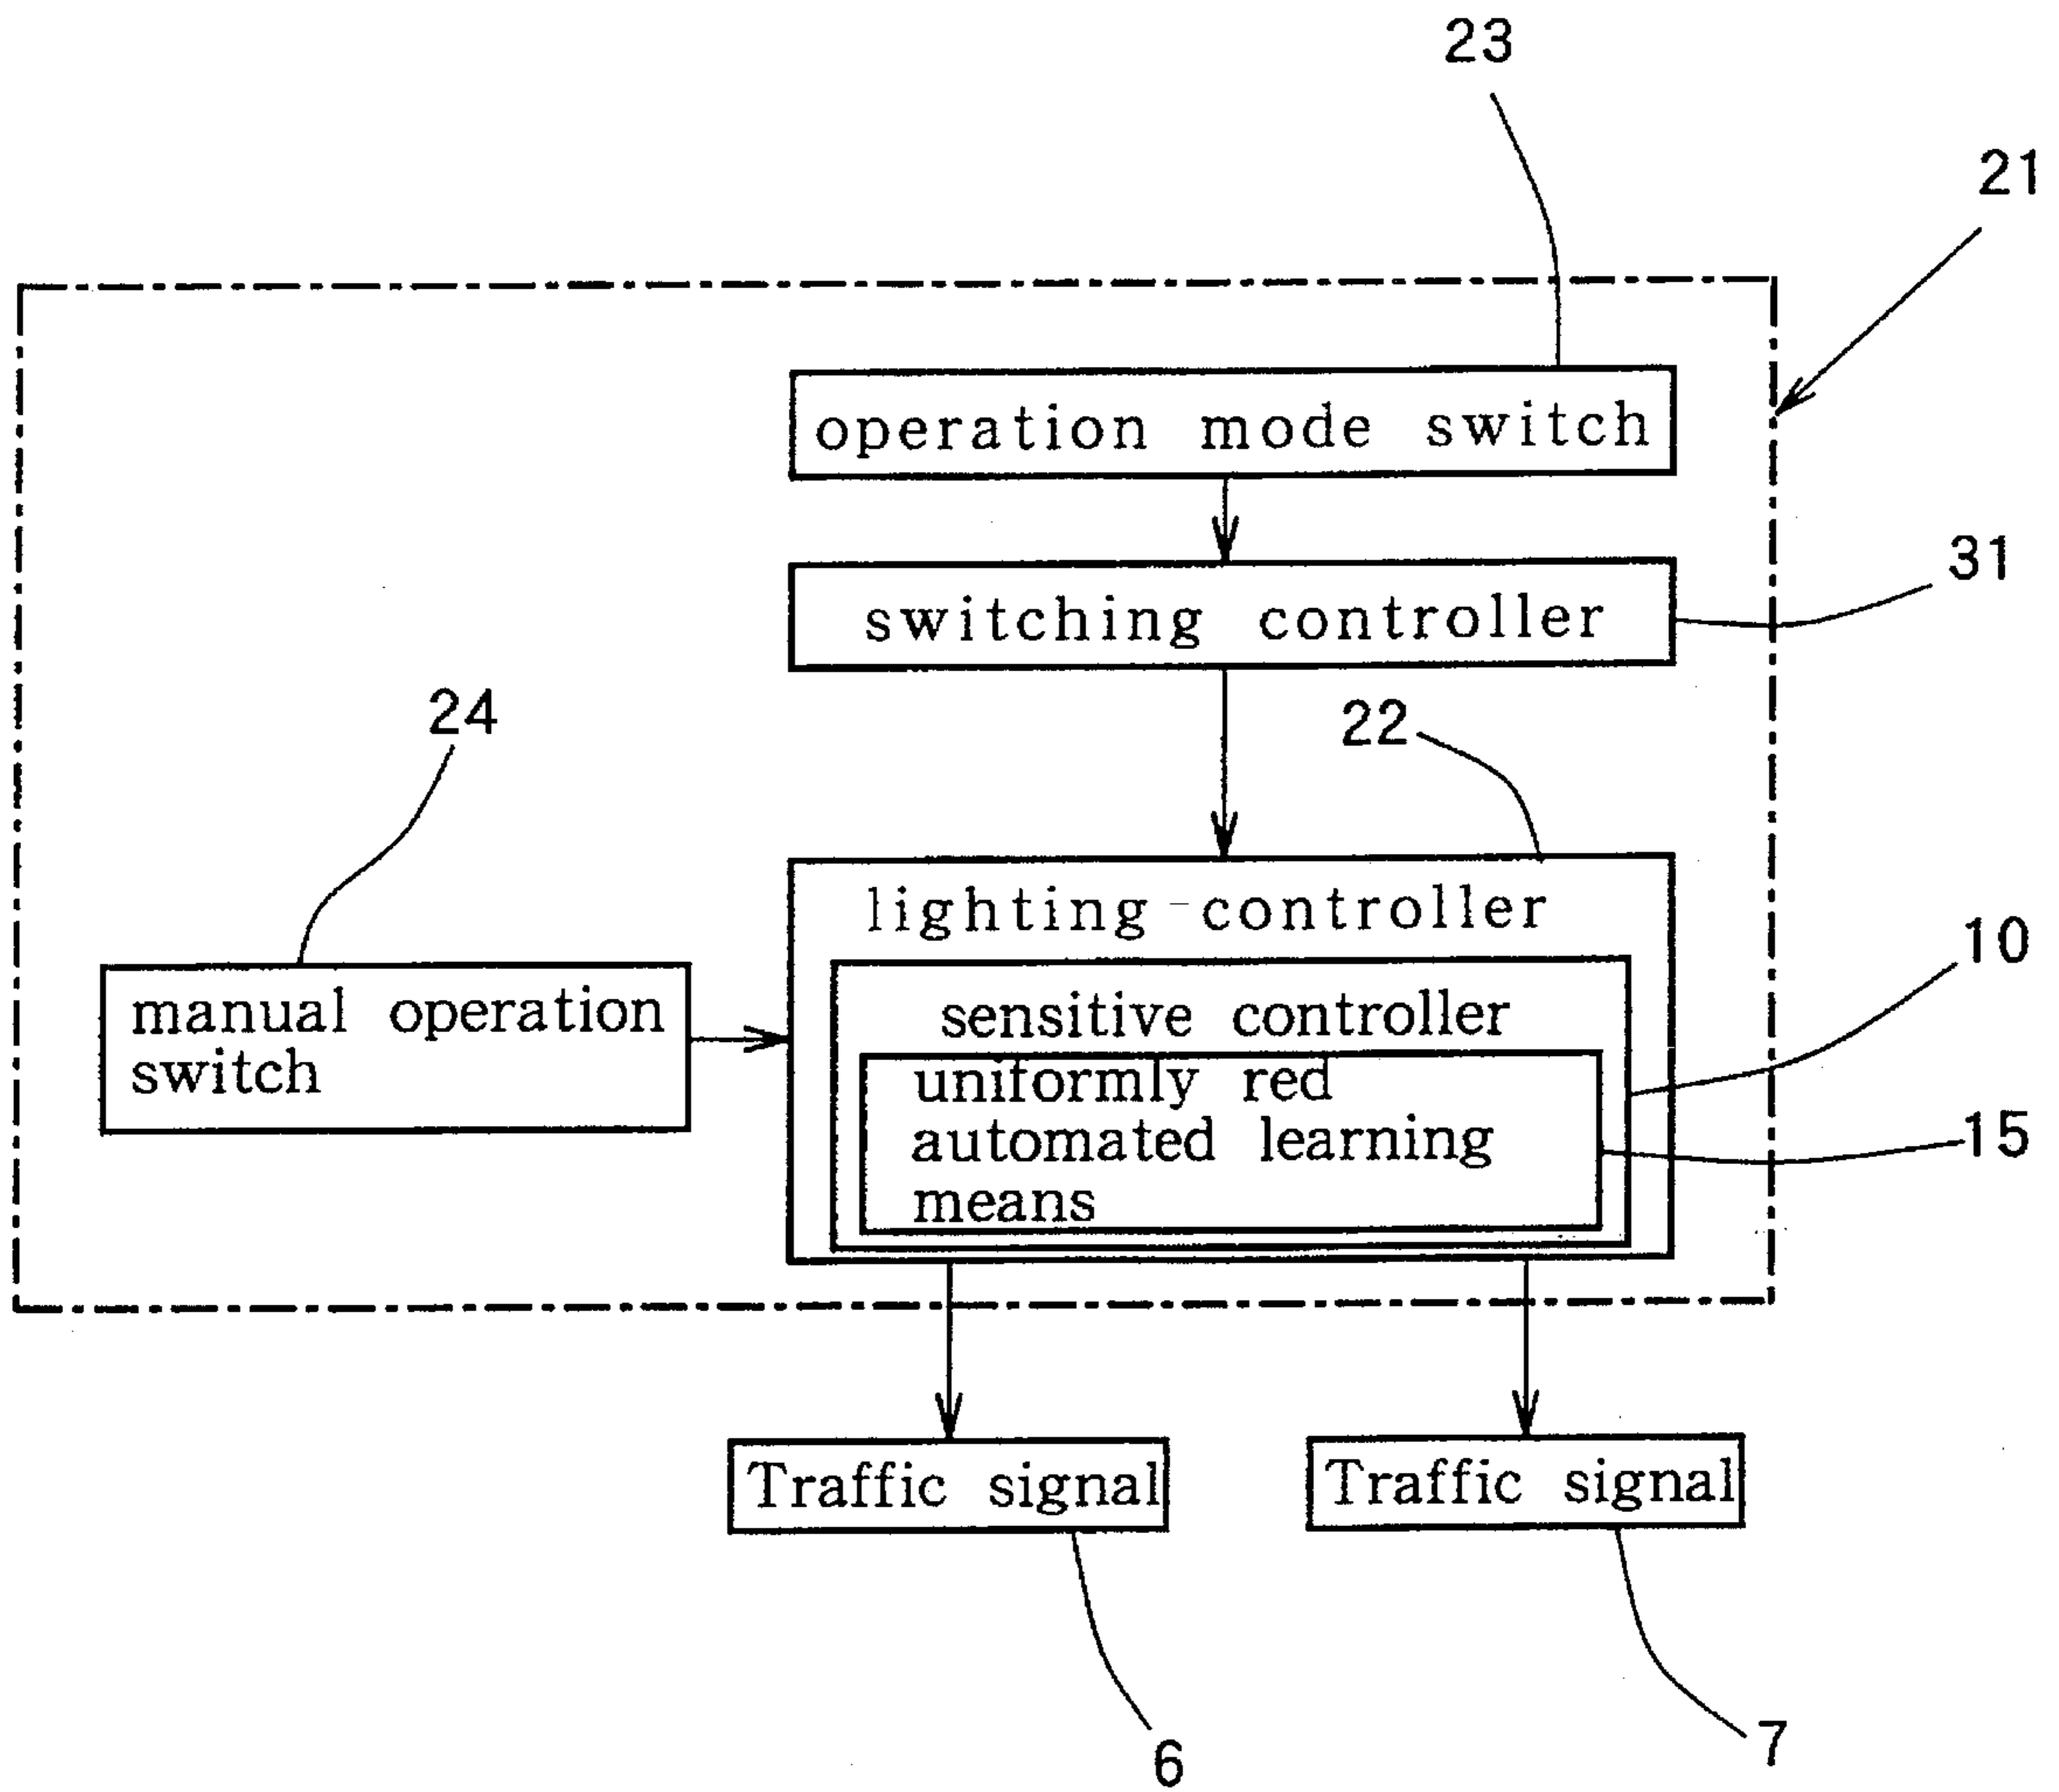 23
21
operation mode switch
31
switching controller
24
22
lighting-controller
10
manual operation
switch
sensitive controller
uniformly red
automated learning
means
15
Traffic signal
Traffic signal
6
7